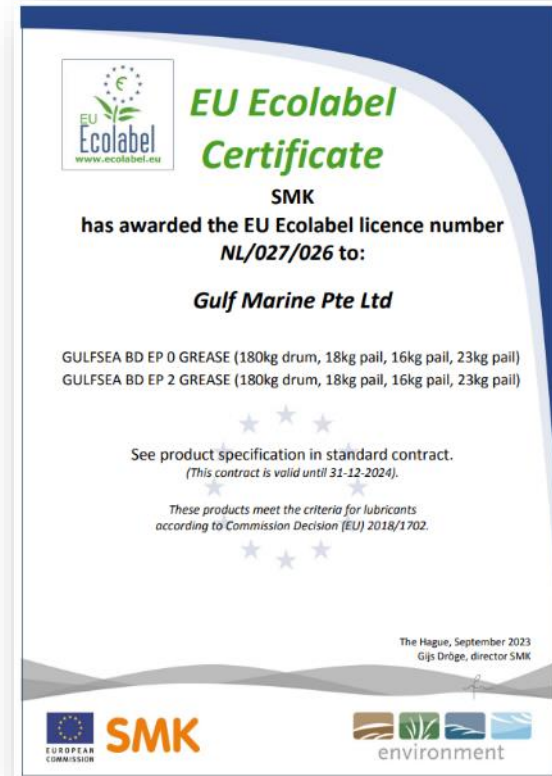 EU
Ecolabel
www.ecolabel.eu
EU Ecolabel
Certificate
SMK
has awarded the EU Ecolabel licence number
NL/027/026 to:
Gulf Marine Pte Ltd
GULFSEA BD EP 0 GREASE (180kg drum, 18kg pail, 16kg pail, 23kg pail)
GULFSEA BD EP 2 GREASE (180kg drum, 18kg pail, 16kg pail, 23kg pail)
See product specification in standard contract.
(This contract is valid until 31-12-2024).
These products meet the criteria for lubricants
according to Commission Decision (EU) 2018/1702.
The Hague, September 2023
Gijs Dröge, director SMK
EUROPEAN
COMMISSION
SMK
environment